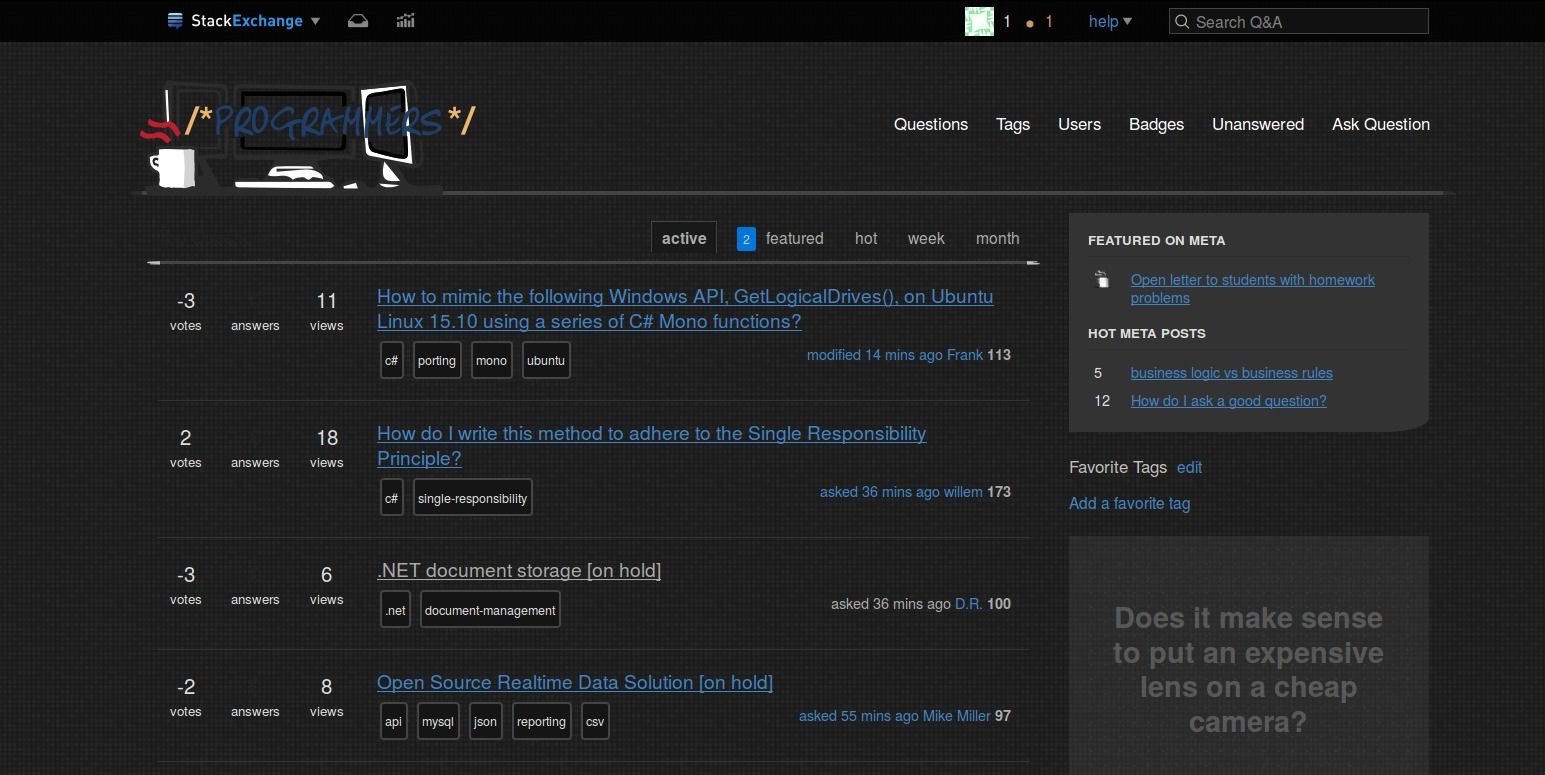 StackExchange
1 • 1 help
Search Q&A
/*PROGRAMMERS */
Questions Tags Users Badges Unanswered Ask Question
active 2 featured hot week month
-3 votes answers 11 views
How to mimic the following Windows API, GetLogicalDrives(), on Ubuntu
Linux 15.10 using a series of C# Mono functions?
c# porting mono ubuntu
modified 14 mins ago Frank 113
2 votes answers 18 views
How do I write this method to adhere to the Single Responsibility
Principle?
c# single-responsibility
asked 36 mins ago willem 173
-3 votes answers 6 views
.NET document storage [on hold]
.net document-management
asked 36 mins ago D.R. 100
-2 votes answers 8 views
Open Source Realtime Data Solution [on hold]
api mysql json reporting csv
asked 55 mins ago Mike Miller 97
FEATURED ON META
Open letter to students with homework
problems
HOT META POSTS
5 business logic vs business rules
12 How do I ask a good question?
Favorite Tags edit
Add a favorite tag
Does it make sense
to put an expensive
lens on a cheap
camera?